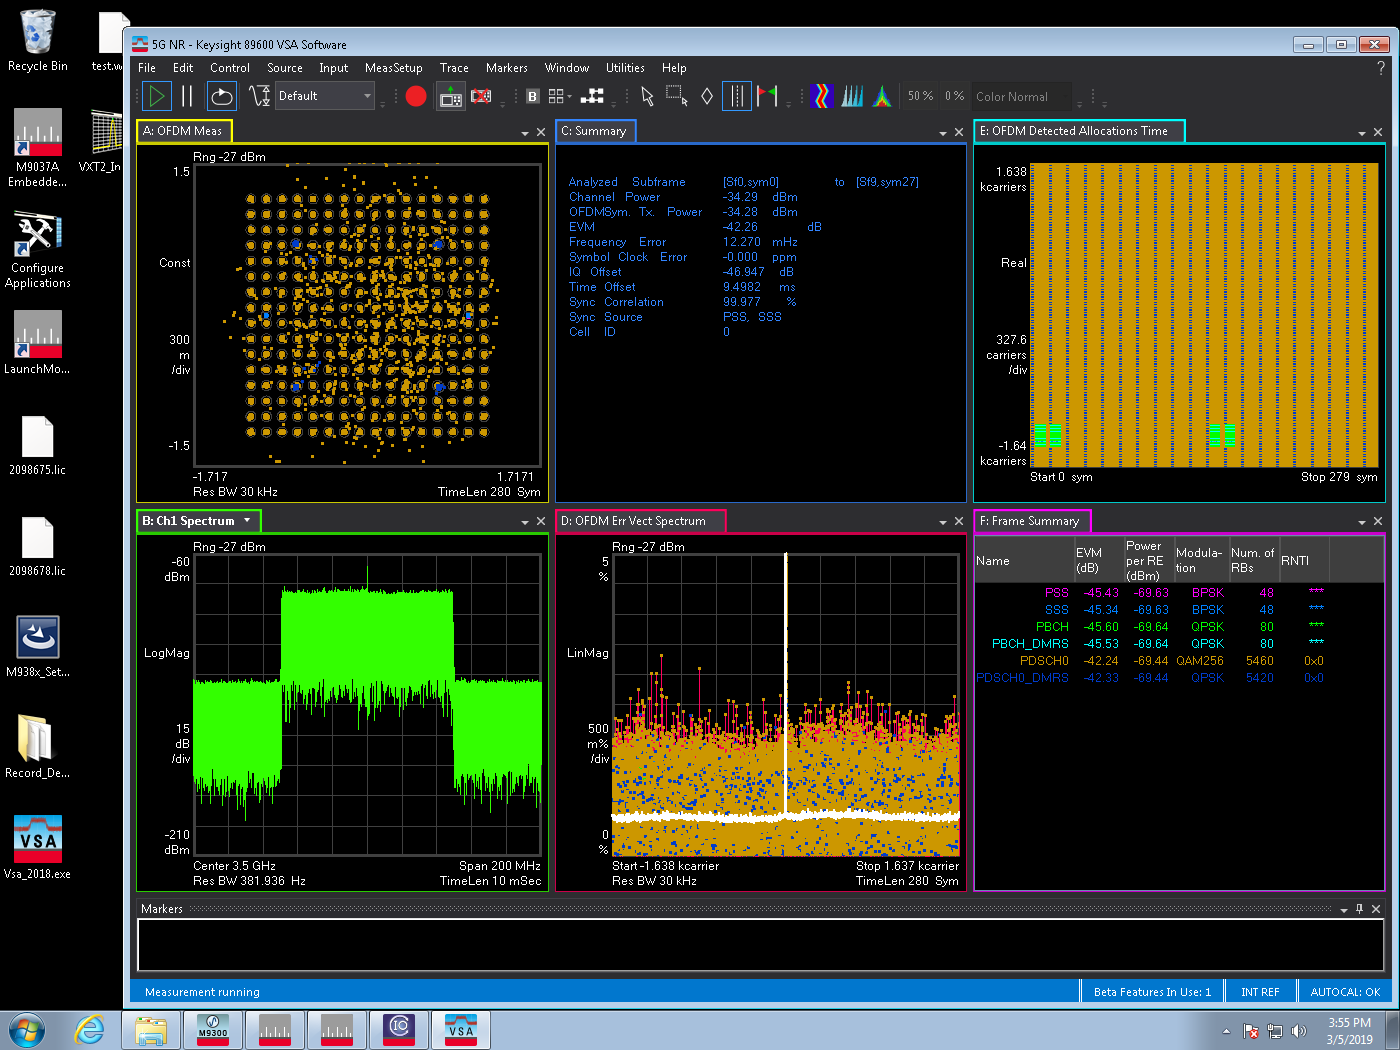 Recycle Bin
test.w
M9037A
Embedde...
VXT2_In
Configure
Applications
LaunchMo...
2098675.lic
2098678.lic
M938x_Set...
Record_De...
VSA
Vsa_2018.exe
5G NR - Keysight 89600 VSA Software
File Edit Control Source Input MeasSetup Trace Markers Window Utilities Help ?
Default B 50 % 0 % Color Normal
A: OFDM Meas
Rng -27 dBm
1.5
Const
300
m
/div
-1.5
-1.717 1.7171
Res BW 30 kHz TimeLen 280 Sym
C: Summary
Analyzed Subframe [Sf0,sym0] to [Sf9,sym27]
Channel Power -34.29 dBm
OFDMSym. Tx. Power -34.28 dBm
EVM -42.26 dB
Frequency Error 12.270 mHz
Symbol Clock Error -0.000 ppm
IQ Offset -46.947 dB
Time Offset 9.4982 ms
Sync Correlation 99.977 %
Sync Source PSS, SSS
Cell ID 0
E: OFDM Detected Allocations Time
1.638
kcarriers
Real
327.6
carriers
/div
-1.64
kcarriers
Start 0 sym Stop 279 sym
B: Ch1 Spectrum
Rng -27 dBm
-60
dBm
LogMag
15
dB
/div
-210
dBm
Center 3.5 GHz Span 200 MHz
Res BW 381.936 Hz TimeLen 10 mSec
D: OFDM Err Vect Spectrum
Rng -27 dBm
5
%
LinMag
500
m%
/div
0
%
Start -1.638 kcarrier Stop 1.637 kcarrier
Res BW 30 kHz TimeLen 280 Sym
F: Frame Summary
Name EVM (dB) Power per RE (dBm) Modula-tion Num. of RBs RNTI
PSS -45.43 -69.63 BPSK 48 ***
SSS -45.34 -69.63 BPSK 48 ***
PBCH -45.60 -69.64 QPSK 80 ***
PBCH_DMRS -45.53 -69.64 QPSK 80 ***
PDSCH0 -42.24 -69.44 QAM256 5460 0x0
PDSCH0_DMRS -42.33 -69.44 QPSK 5420 0x0
Markers
Measurement running Beta Features In Use: 1 INT REF AUTOCAL: OK
M9300 IC VSA
3:55 PM
3/5/2019